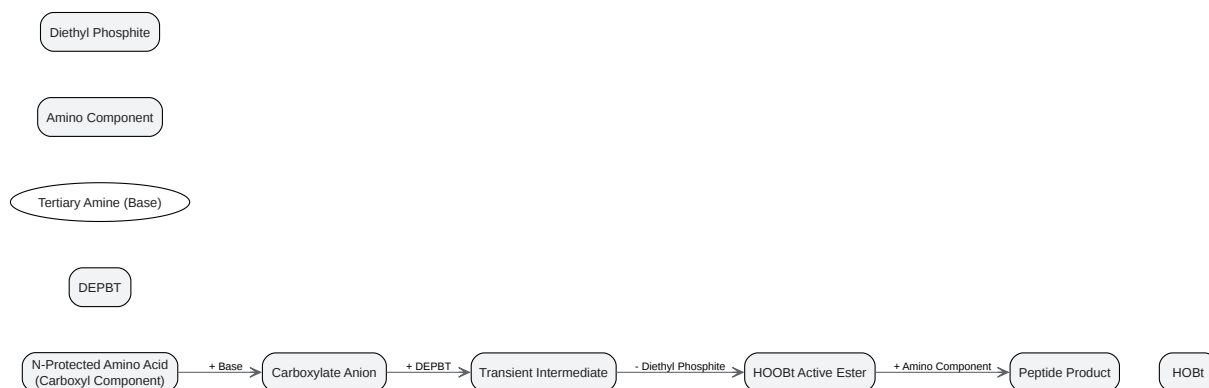 Diethyl Phosphite
Amino Component
Tertiary Amine (Base)
DEPBT
N-Protected Amino Acid
(Carboxyl Component)
+ Base
Carboxylate Anion
+ DEPBT
Transient Intermediate
- Diethyl Phosphite
HOOBt Active Ester
+ Amino Component
Peptide Product
HOBt